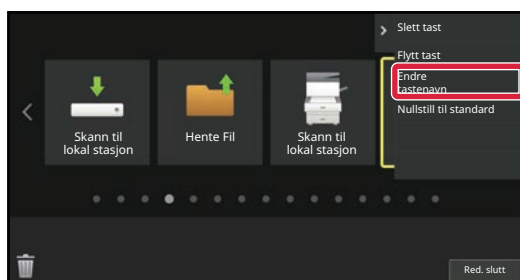 Slett tast
Flytt tast
Endre
tastenavn
Nullstill til standard
Skann til
lokal stasjon
Hente Fil
Skann til
lokal stasjon
Red. slutt